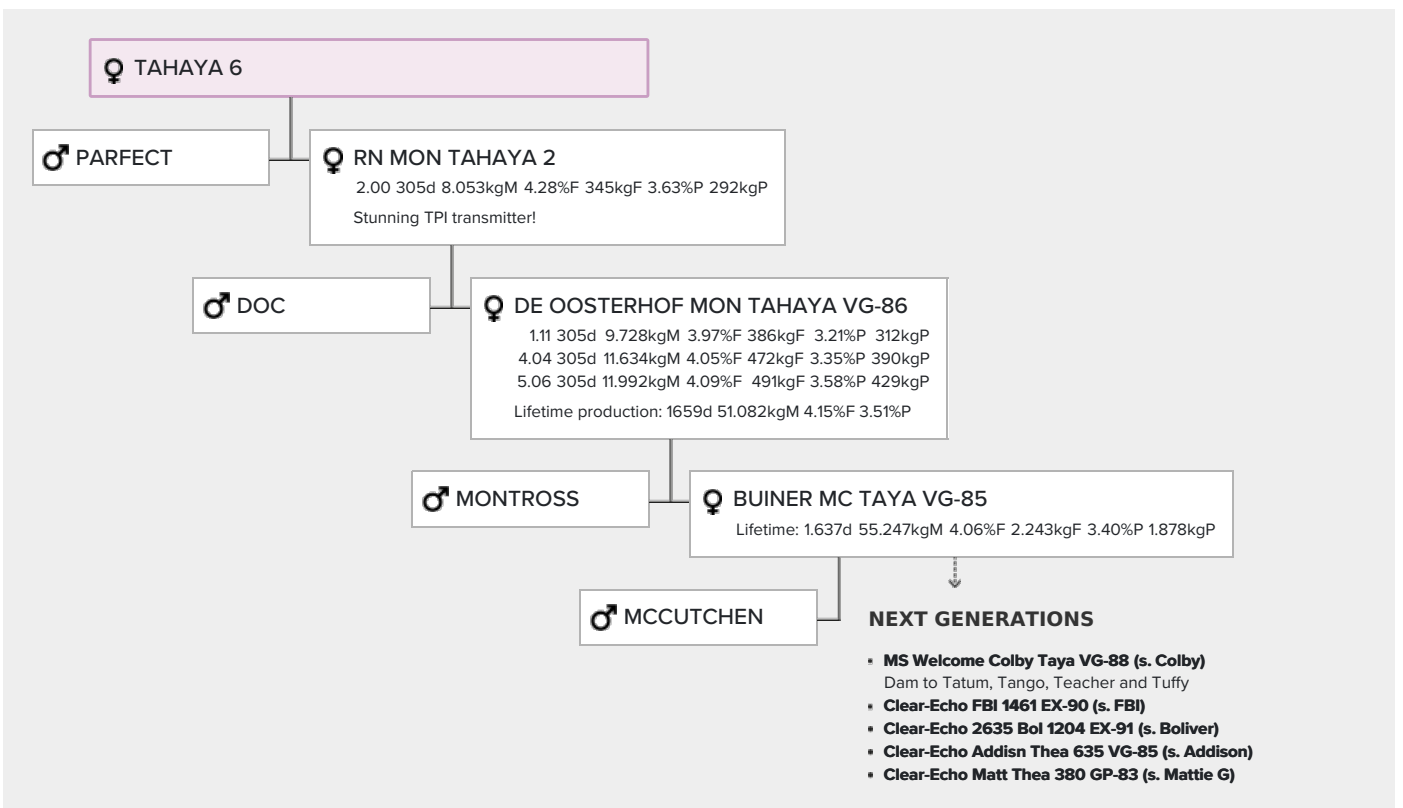 TAHAYA 6
PARFECT
RN MON TAHAYA 2
2.00 305d 8.053kgM 4.28%F 345kgF 3.63%P 292kgP
Stunning TPI transmitter!
DOC
DE OOSTERHOF MON TAHAYA VG-86
1.11 305d 9.728kgM 3.97%F 386kgF 3.21%P 312kgP
4.04 305d 11.634kgM 4.05%F 472kgF 3.35%P 390kgP
5.06 305d 11.992kgM 4.09%F 491kgF 3.58%P 429kgP
Lifetime production: 1659d 51.082kgM 4.15%F 3.51%P
MONTROSS
BUINER MC TAYA VG-85
Lifetime: 1.637d 55.247kgM 4.06%F 2.243kgF 3.40%P 1.878kgP
MCCUTCHEN
NEXT GENERATIONS
• MS Welcome Colby Taya VG-88 (s. Colby)
Dam to Tatum, Tango, Teacher and Tuffy
• Clear-Echo FBI 1461 EX-90 (s. FBI)
• Clear-Echo 2635 Bol 1204 EX-91 (s. Boliver)
• Clear-Echo Addisn Thea 635 VG-85 (s. Addison)
• Clear-Echo Matt Thea 380 GP-83 (s. Mattie G)